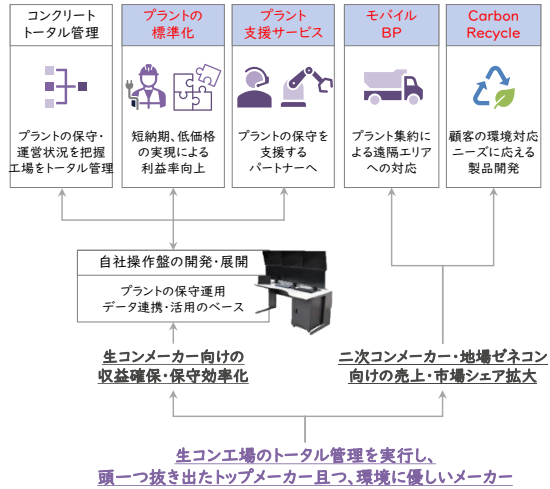 コンクリート
トータル管理
プラントの保守・
運営状況を把握
工場をトータル管理
プラントの
標準化
短納期、低価格
の実現による
利益率向上
プラント
支援サービス
プラントの保守を
支援する
パートナーへ
モバイル
BP
プラント集約に
よる遠隔エリア
への対応
Carbon
Recycle
顧客の環境対応
ニーズに応える
製品開発
自社操作盤の開発・展開
プラントの保守運用
データ連携・活用のベース
生コンメーカー向けの
収益確保・保守効率化
二次コンメーカー・地場ゼネコン
向けの売上・市場シェア拡大
生コン工場のトータル管理を実行し、
頭一つ抜き出たトップメーカー且つ、環境に優しいメーカー